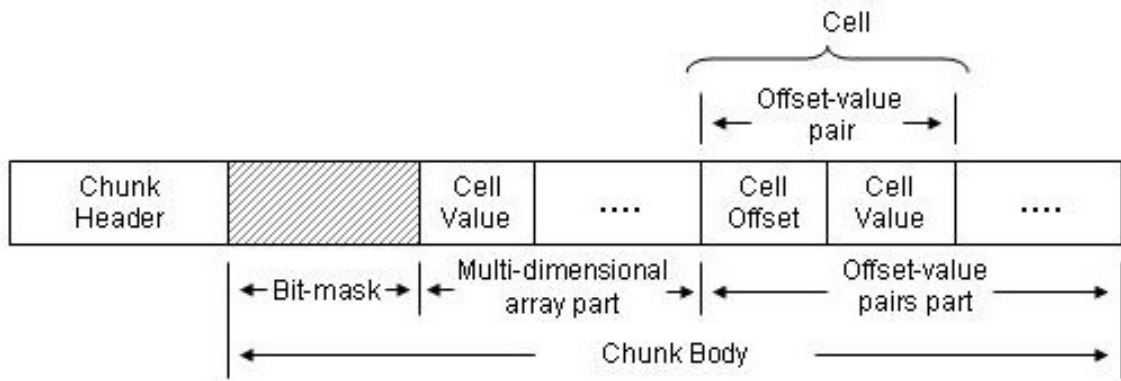 Cell
Offset-value
pair
Chunk
Header
Cell
Value
....
Cell
Offset
Cell
Value
....
Bit-mask
Multi-dimensional
array part
Offset-value
pairs part
Chunk Body